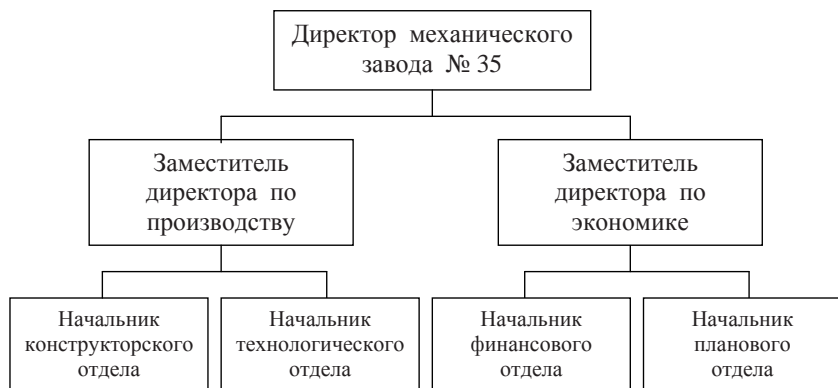 Директор механического
завода № 35
Заместитель
директора по
производству
Заместитель
директора по
экономике
Начальник
конструкторского
отдела
Начальник
технологического
отдела
Начальник
финансового
отдела
Начальник
планового
отдела